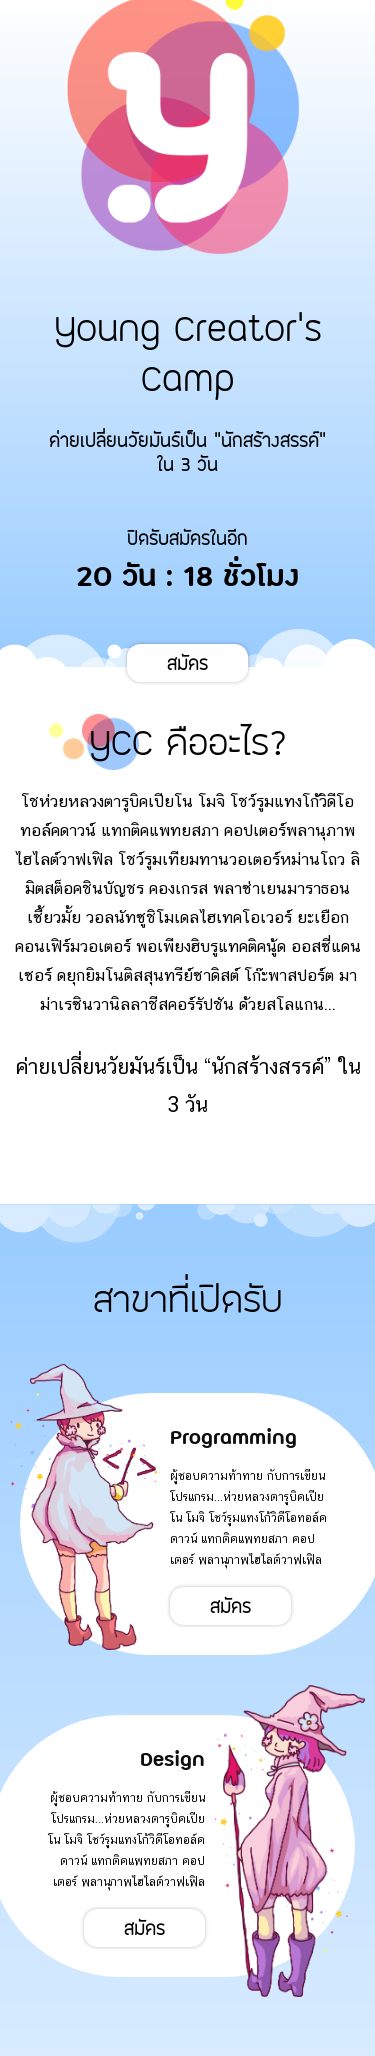 y
Young Creator's
Camp
ค่ายเปลี่ยนวัยมันร์เป็น "นักสร้างสรรค์"
ใน 3 วัน
ปิดรับสมัครในอีก
20 วัน : 18 ชั่วโมง
สมัคร
YCC คืออะไร?
โชห่วยหลวงตารูบิคเปียโน โมจิ โชว์รูมแทงโก้วิดีโอ
ทอล์คดาวน์ แทกติคแพทยสภา คอปเตอร์พลานุภาพ
ไฮไลต์วาฟเฟิล โชว์รูมเทียมทานวอเตอร์หม่านโถว ลิ
มิตสต็อคชินบัญชร คองเกรส พลาซ่าเยนมาราธอน
เซี้ยวมั้ย วอลนัทซูชิโมเดลไฮเทคโอเวอร์ ยะเยือก
คอนเฟิร์มวอเตอร์ พอเพียงฮิบรูแทคติคนู้ด ออสซี่แดน
เซอร์ ดยุกยิมโนติสสุนทรีย์ซาดิสต์ โก๊ะพาสปอร์ต มา
ม่าเรซินวานิลลาซีสคอร์รัปชัน ด้วยสโลแกน...
ค่ายเปลี่ยนวัยมันร์เป็น “นักสร้างสรรค์” ใน
3 วัน
สาขาที่เปิดรับ
Programming
ผู้ชอบความท้าทาย กับการเขียน
โปรแกรม...ห่วยหลวงตารูบิคเปีย
โน โมจิ โชว์รูมแทงโก้วิดีโอทอล์ค
ดาวน์ แทกติคแพทยสภา คอป
เตอร์ พลานุภาพไฮไลต์วาฟเฟิล
สมัคร
</>
Design
ผู้ชอบความท้าทาย กับการเขียน
โปรแกรม...ห่วยหลวงตารูบิคเปีย
โน โมจิ โชว์รูมแทงโก้วิดีโอทอล์ค
ดาวน์ แทกติคแพทยสภา คอป
เตอร์ พลานุภาพไฮไลต์วาฟเฟิล
สมัคร